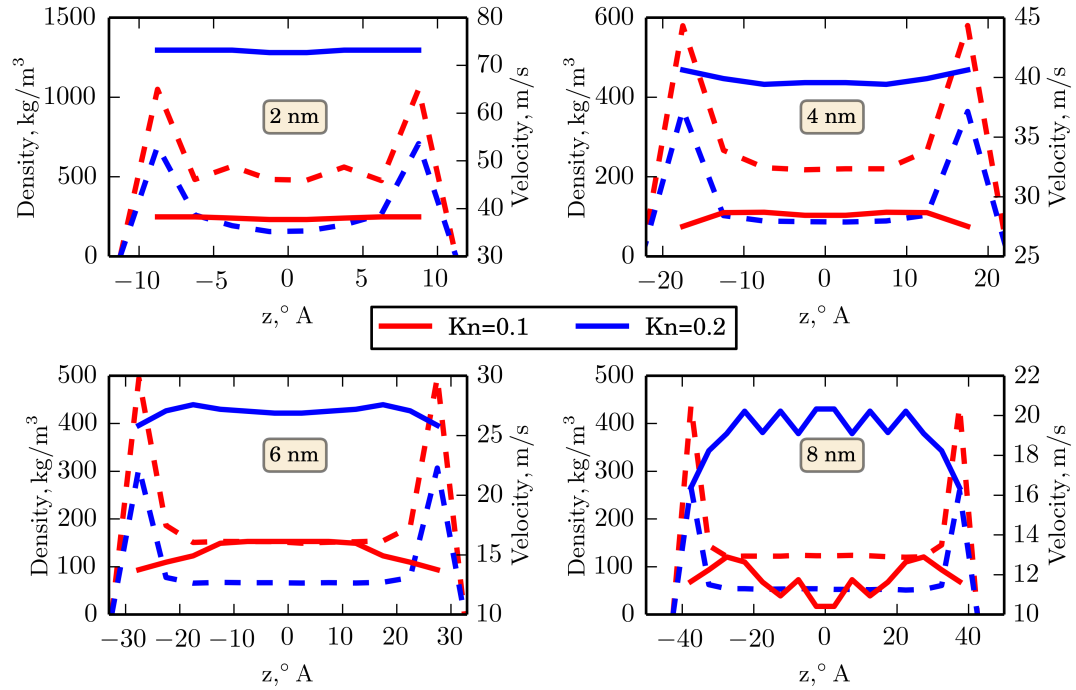 1500
1000
500
0
Density, kg/m³
2 nm
80
70
60
50
40
30
Velocity, m/s
−10 −5 0 5 10
z,° A
600
400
200
0
Density, kg/m³
4 nm
45
40
35
30
25
Velocity, m/s
−20 −10 0 10 20
z,° A
Kn=0.1 Kn=0.2
500
400
300
200
100
0
Density, kg/m³
6 nm
30
25
20
15
10
Velocity, m/s
−30 −20 −10 0 10 20 30
z,° A
500
400
300
200
100
0
Density, kg/m³
8 nm
22
20
18
16
14
12
10
Velocity, m/s
−40 −20 0 20 40
z,° A